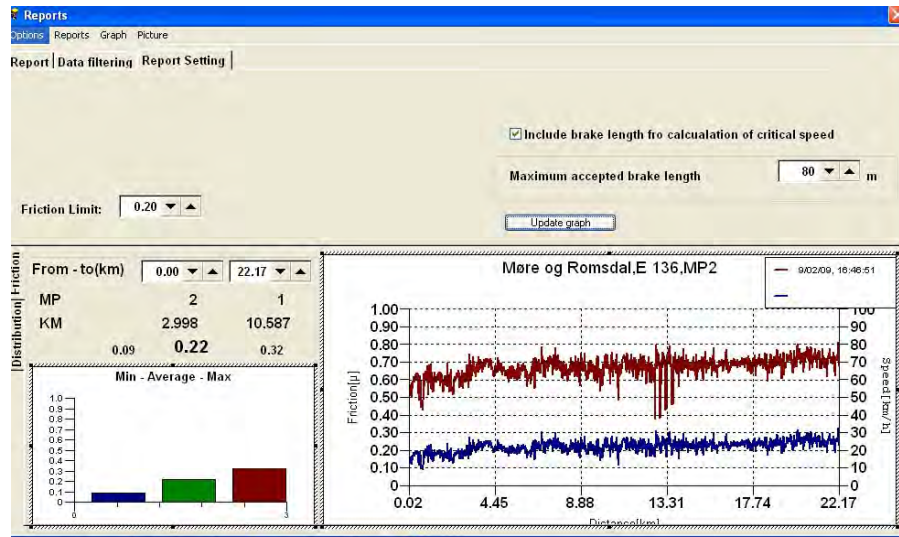 Reports
Options Reports Graph Picture
Report Data filtering Report Setting
Include brake length fro calcualation of critical speed
Maximum accepted brake length 80 m
Friction Limit: 0.20
Update graph
Distribution Friction
From - to(km) 0.00 22.17
MP 2 1
KM 2.998 10.587
0.09 0.22 0.32
Min - Average - Max
1.0
0.9
0.8
0.7
0.6
0.5
0.4
0.3
0.2
0.1
0 3
Møre og Romsdal,E 136,MP2
9/02/09, 16:46:51
Friction[µ]
1.00
0.90
0.80
0.70
0.60
0.50
0.40
0.30
0.20
0.10
0
100
90
80
70
60
50
40
30
20
10
0
Speed[km/h]
0.02 4.45 8.88 13.31 17.74 22.17
Distance[km]